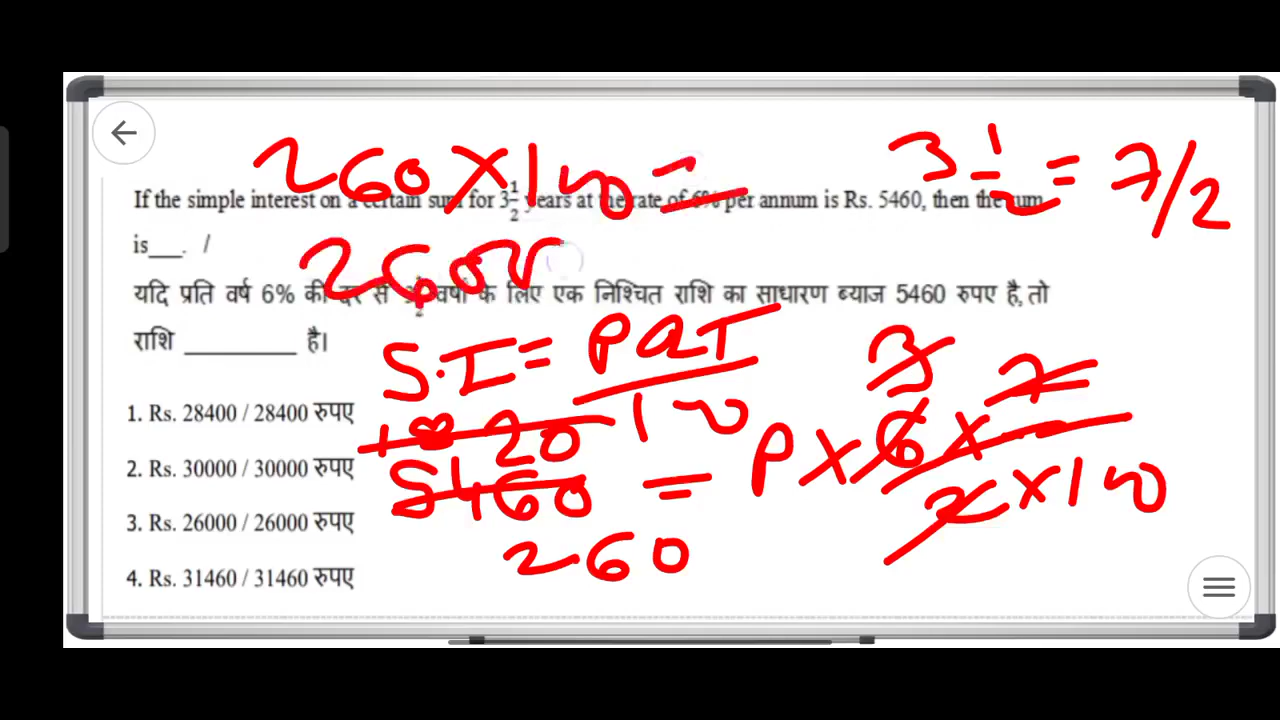 260 X 100 =
3 1/2 = 7/2
If the simple interest on a certain sum for 3 1/2 years at the rate of 6% per annum is Rs. 5460, then the sum
is___. /
26000
यदि प्रति वर्ष 6% की दर से वर्षो के लिए एक निश्चित राशि का साधारण ब्याज 5460 रुपए है, तो
राशि __________ है।
S.I = PRT
100
3 7
1. Rs. 28400 / 28400 रुपए
20
P X 6 X
2. Rs. 30000 / 30000 रुपए
5460 =
2 X 100
3. Rs. 26000 / 26000 रुपए
260
4. Rs. 31460 / 31460 रुपए